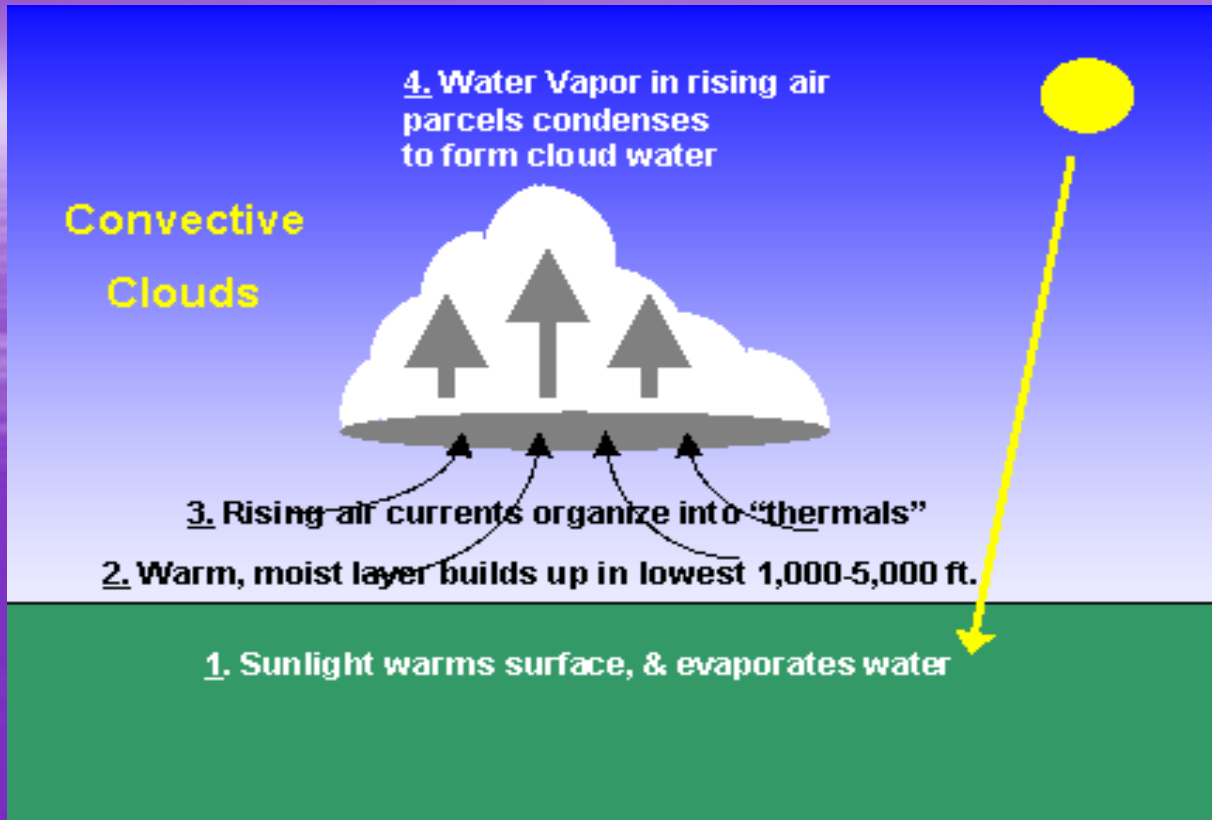 4. Water Vapor in rising air
parcels condenses
to form cloud water
Convective
Clouds
3. Rising air currents organize into “thermals”
2. Warm, moist layer builds up in lowest 1,000-5,000 ft.
1. Sunlight warms surface, & evaporates water